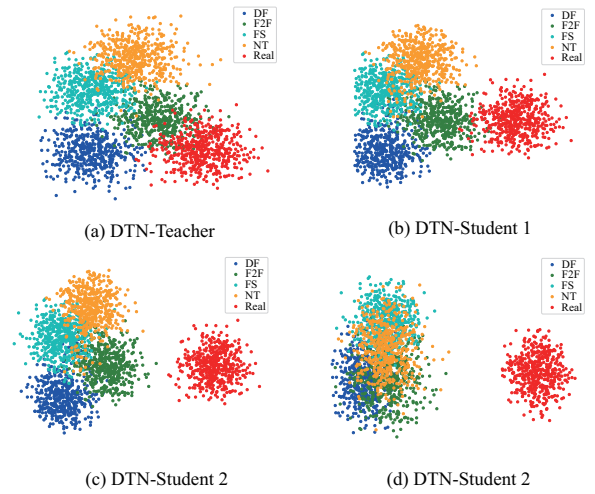 DF
F2F
FS
NT
Real
(a) DTN-Teacher
DF
F2F
FS
NT
Real
(b) DTN-Student 1
DF
F2F
FS
NT
Real
(c) DTN-Student 2
DF
F2F
FS
NT
Real
(d) DTN-Student 2